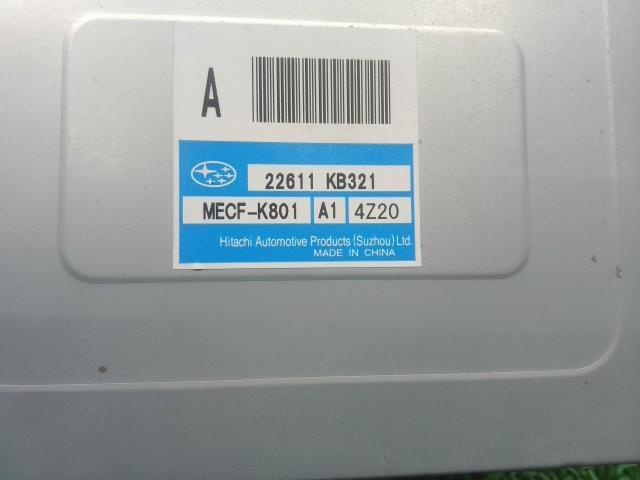 A
22611 KB321
MECF-K801 A1 4Z20
Hitachi Automotive Products (Suzhou) Ltd.
MADE IN CHINA